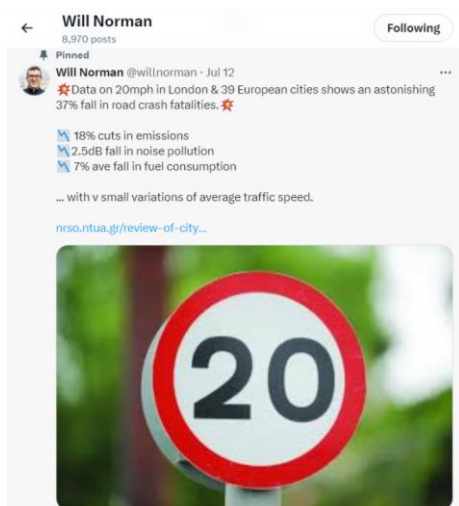 Will Norman
8,970 posts
Following
Pinned
Will Norman @willnorman · Jul 12
💥Data on 20mph in London & 39 European cities shows an astonishing
37% fall in road crash fatalities.💥
📉 18% cuts in emissions
📉2.5dB fall in noise pollution
📉 7% ave fall in fuel consumption
... with v small variations of average traffic speed.
nrso.ntua.gr/review-of-city...
20